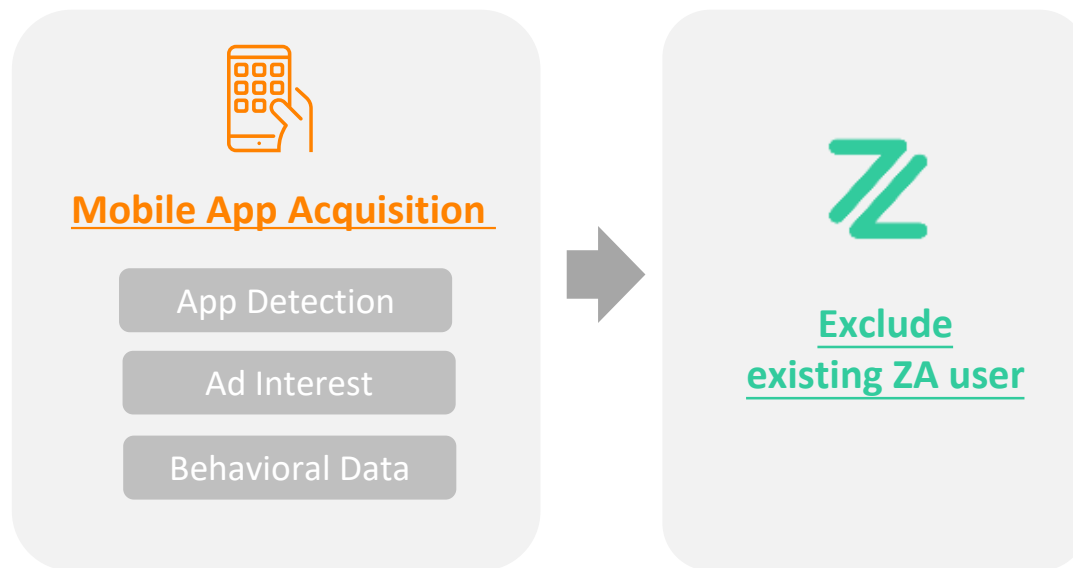 Mobile App Acquisition
App Detection
Ad Interest
Behavioral Data
Exclude
existing ZA user